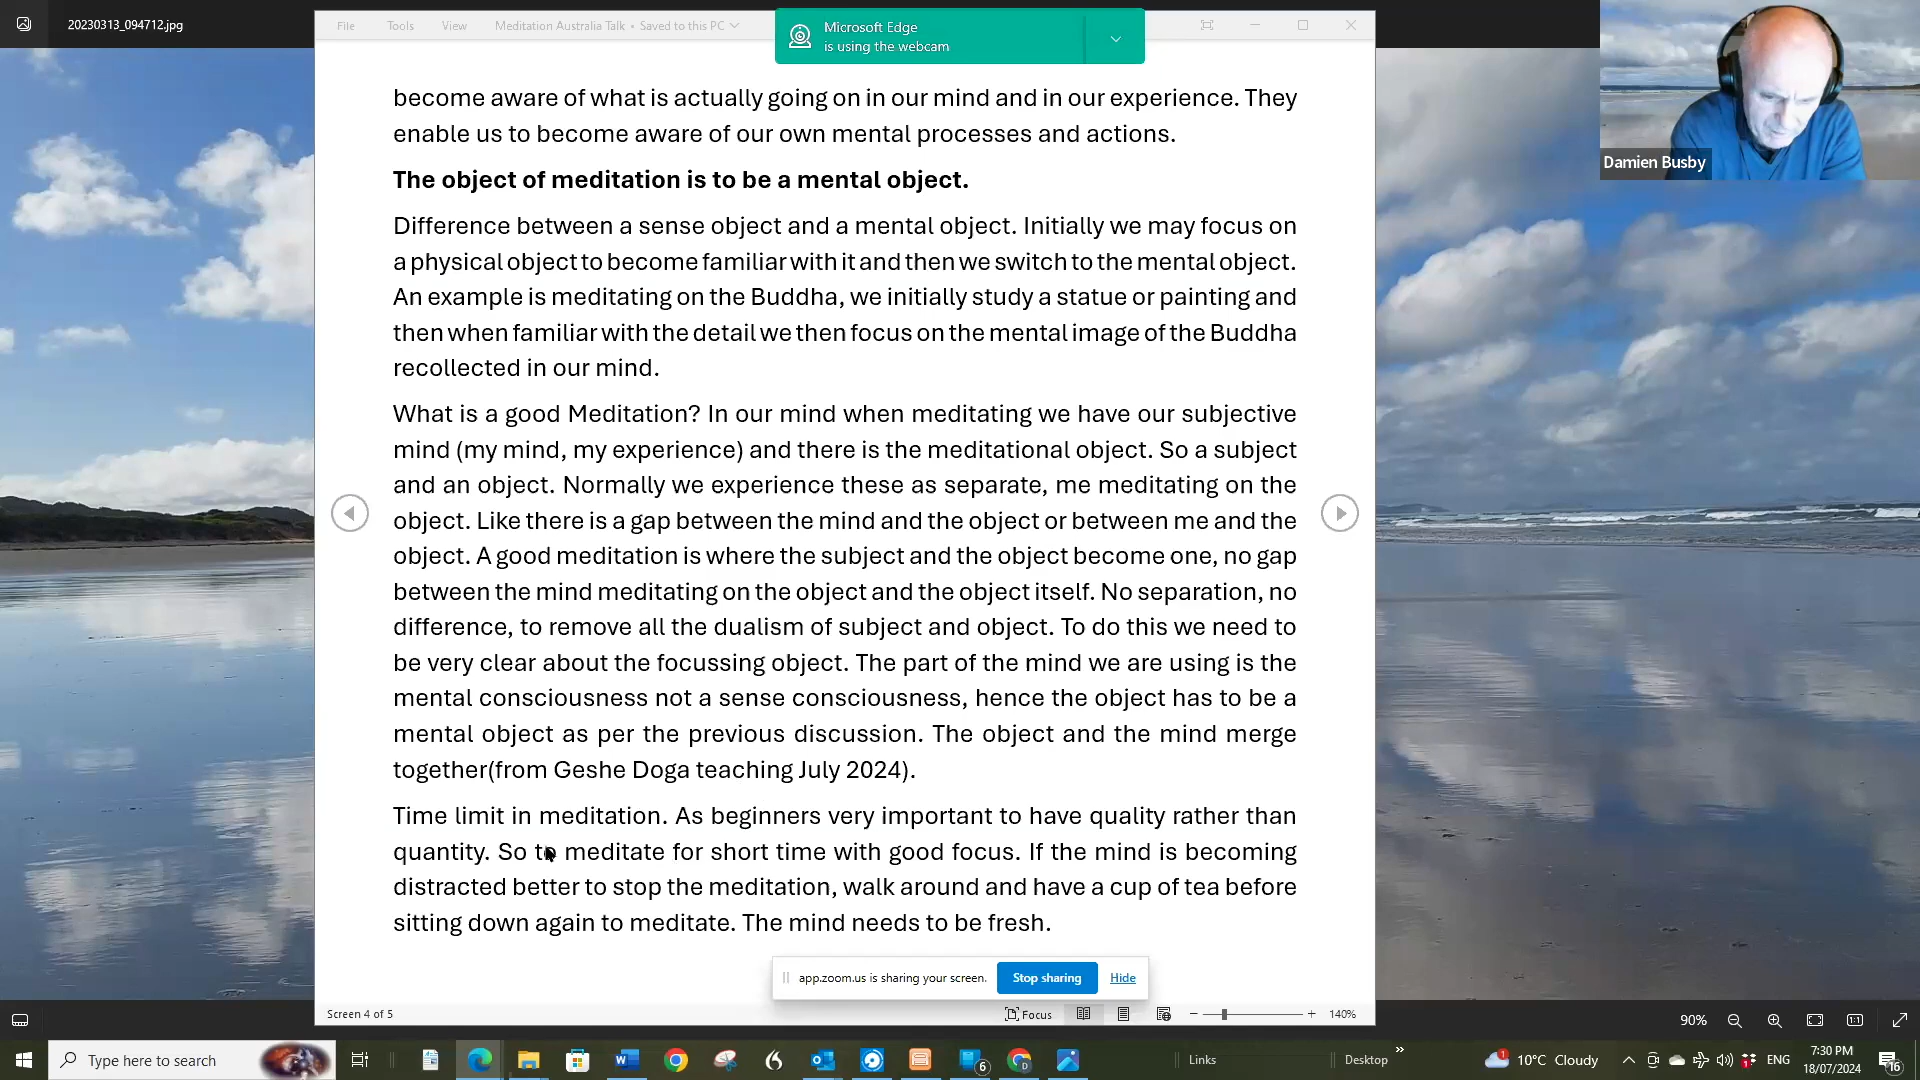 20230313_094712.jpg
File Tools View Meditation Australia Talk • Saved to this PC
Microsoft Edge
is using the webcam
Damien Busby
become aware of what is actually going on in our mind and in our experience. They
enable us to become aware of our own mental processes and actions.
The object of meditation is to be a mental object.
Difference between a sense object and a mental object. Initially we may focus on
a physical object to become familiar with it and then we switch to the mental object.
An example is meditating on the Buddha, we initially study a statue or painting and
then when familiar with the detail we then focus on the mental image of the Buddha
recollected in our mind.
What is a good Meditation? In our mind when meditating we have our subjective
mind (my mind, my experience) and there is the meditational object. So a subject
and an object. Normally we experience these as separate, me meditating on the
object. Like there is a gap between the mind and the object or between me and the
object. A good meditation is where the subject and the object become one, no gap
between the mind meditating on the object and the object itself. No separation, no
difference, to remove all the dualism of subject and object. To do this we need to
be very clear about the focussing object. The part of the mind we are using is the
mental consciousness not a sense consciousness, hence the object has to be a
mental object as per the previous discussion. The object and the mind merge
together(from Geshe Doga teaching July 2024).
Time limit in meditation. As beginners very important to have quality rather than
quantity. So to meditate for short time with good focus. If the mind is becoming
distracted better to stop the meditation, walk around and have a cup of tea before
sitting down again to meditate. The mind needs to be fresh.
app.zoom.us is sharing your screen. Stop sharing Hide
Screen 4 of 5 Focus 140%
90%
Type here to search
6
Links
Desktop
1
10°C Cloudy
ENG
7:30 PM
18/07/2024
16